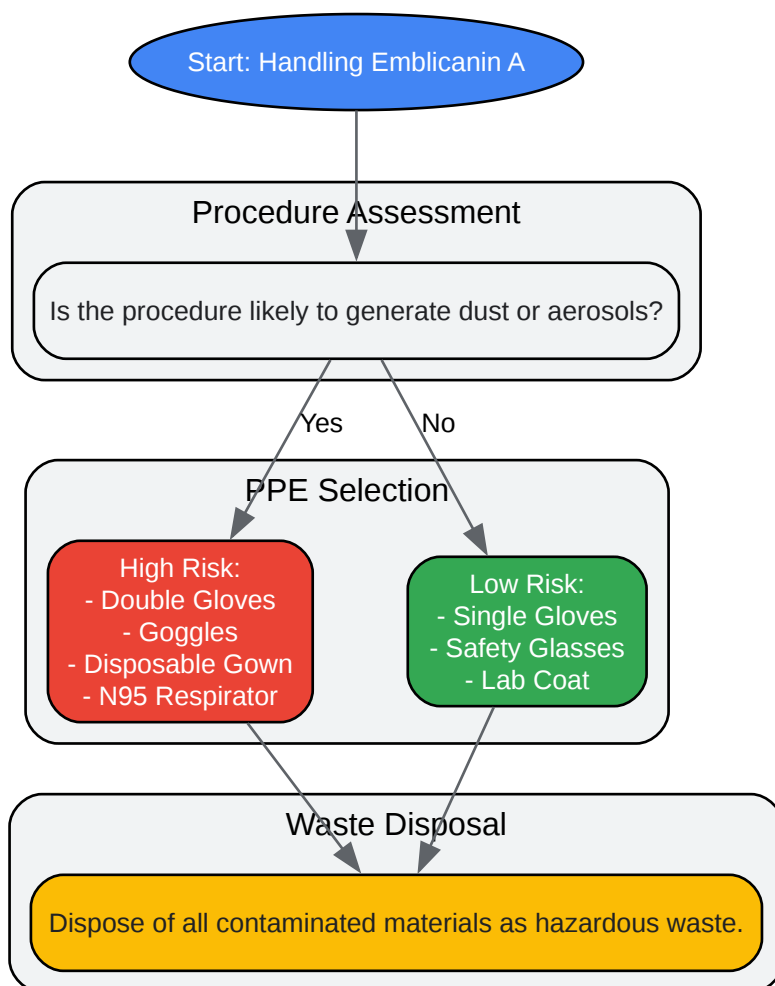 Start: Handling Emblicanin A
Procedure Assessment
Is the procedure likely to generate dust or aerosols?
Yes
No
PPE Selection
High Risk:
- Double Gloves
- Goggles
- Disposable Gown
- N95 Respirator
Low Risk:
- Single Gloves
- Safety Glasses
- Lab Coat
Waste Disposal
Dispose of all contaminated materials as hazardous waste.